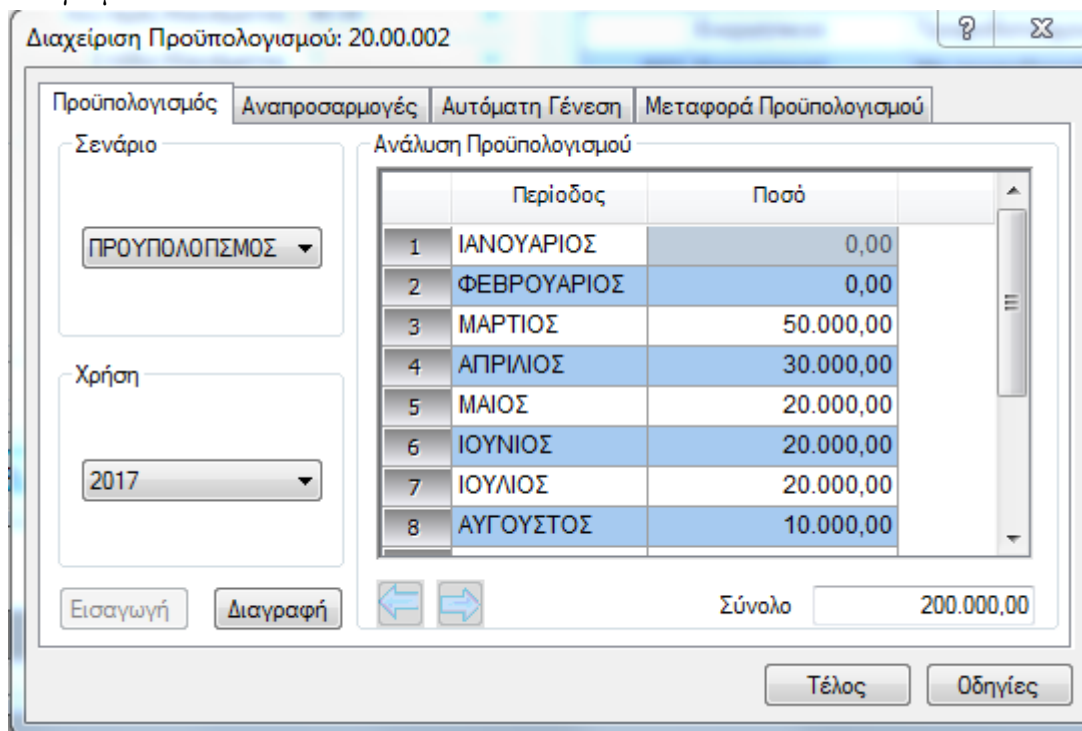 Διαχείριση Προϋπολογισμού: 20.00.002
Προϋπολογισμός Αναπροσαρμογές Αυτόματη Γένεση Μεταφορά Προϋπολογισμού
Σενάριο
ΠΡΟΥΠΟΛΟΓΙΣΜΟΣ
Χρήση
2017
Εισαγωγή Διαγραφή
Ανάλυση Προϋπολογισμού
Περίοδος Ποσό
1 ΙΑΝΟΥΑΡΙΟΣ 0,00
2 ΦΕΒΡΟΥΑΡΙΟΣ 0,00
3 ΜΑΡΤΙΟΣ 50.000,00
4 ΑΠΡΙΛΙΟΣ 30.000,00
5 ΜΑΙΟΣ 20.000,00
6 ΙΟΥΝΙΟΣ 20.000,00
7 ΙΟΥΛΙΟΣ 20.000,00
8 ΑΥΓΟΥΣΤΟΣ 10.000,00
Σύνολο 200.000,00
Τέλος Οδηγίες